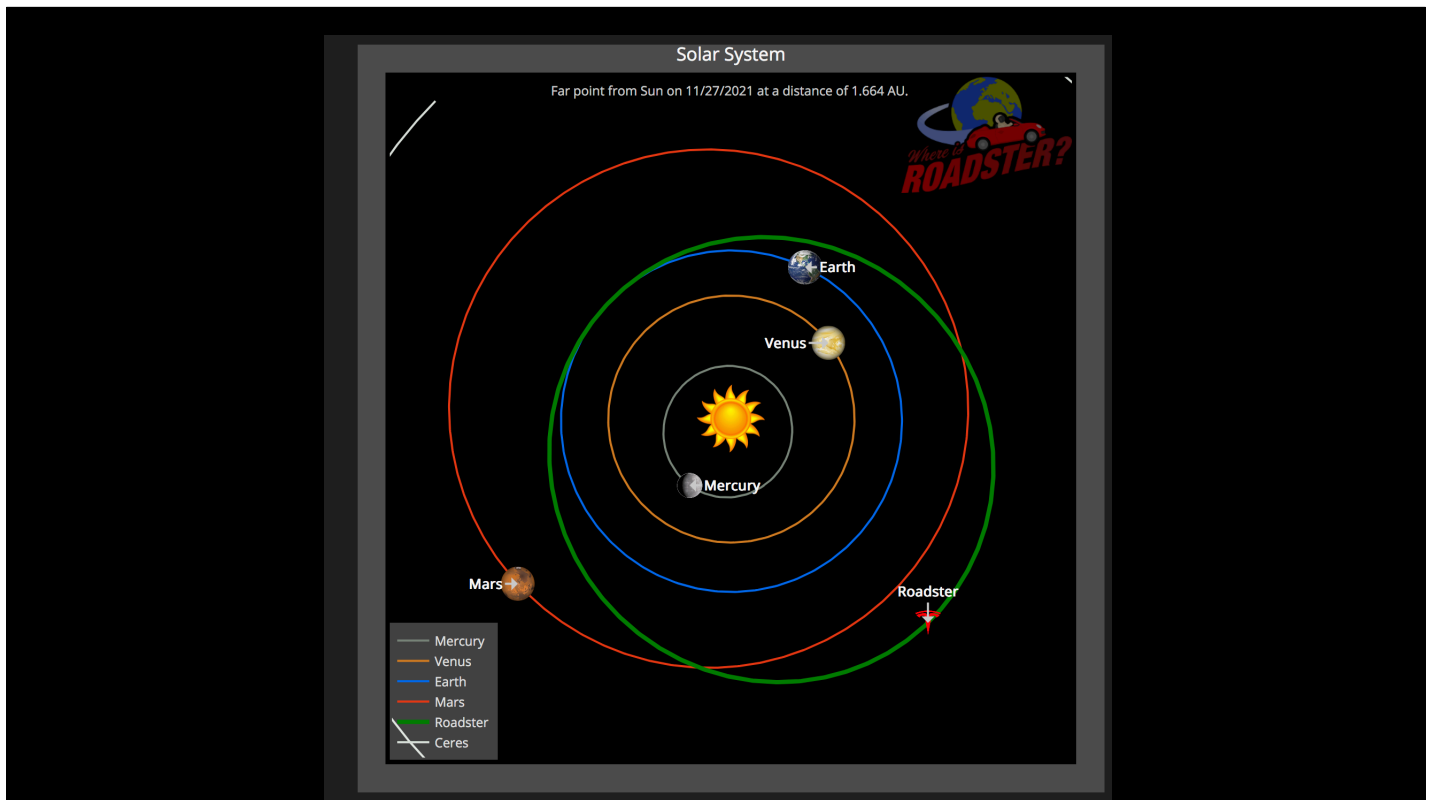 Solar System
Far point from Sun on 11/27/2021 at a distance of 1.664 AU.
Where is
ROADSTER?
Earth
Venus
Mercury
Mars
Roadster
Mercury
Venus
Earth
Mars
Roadster
Ceres